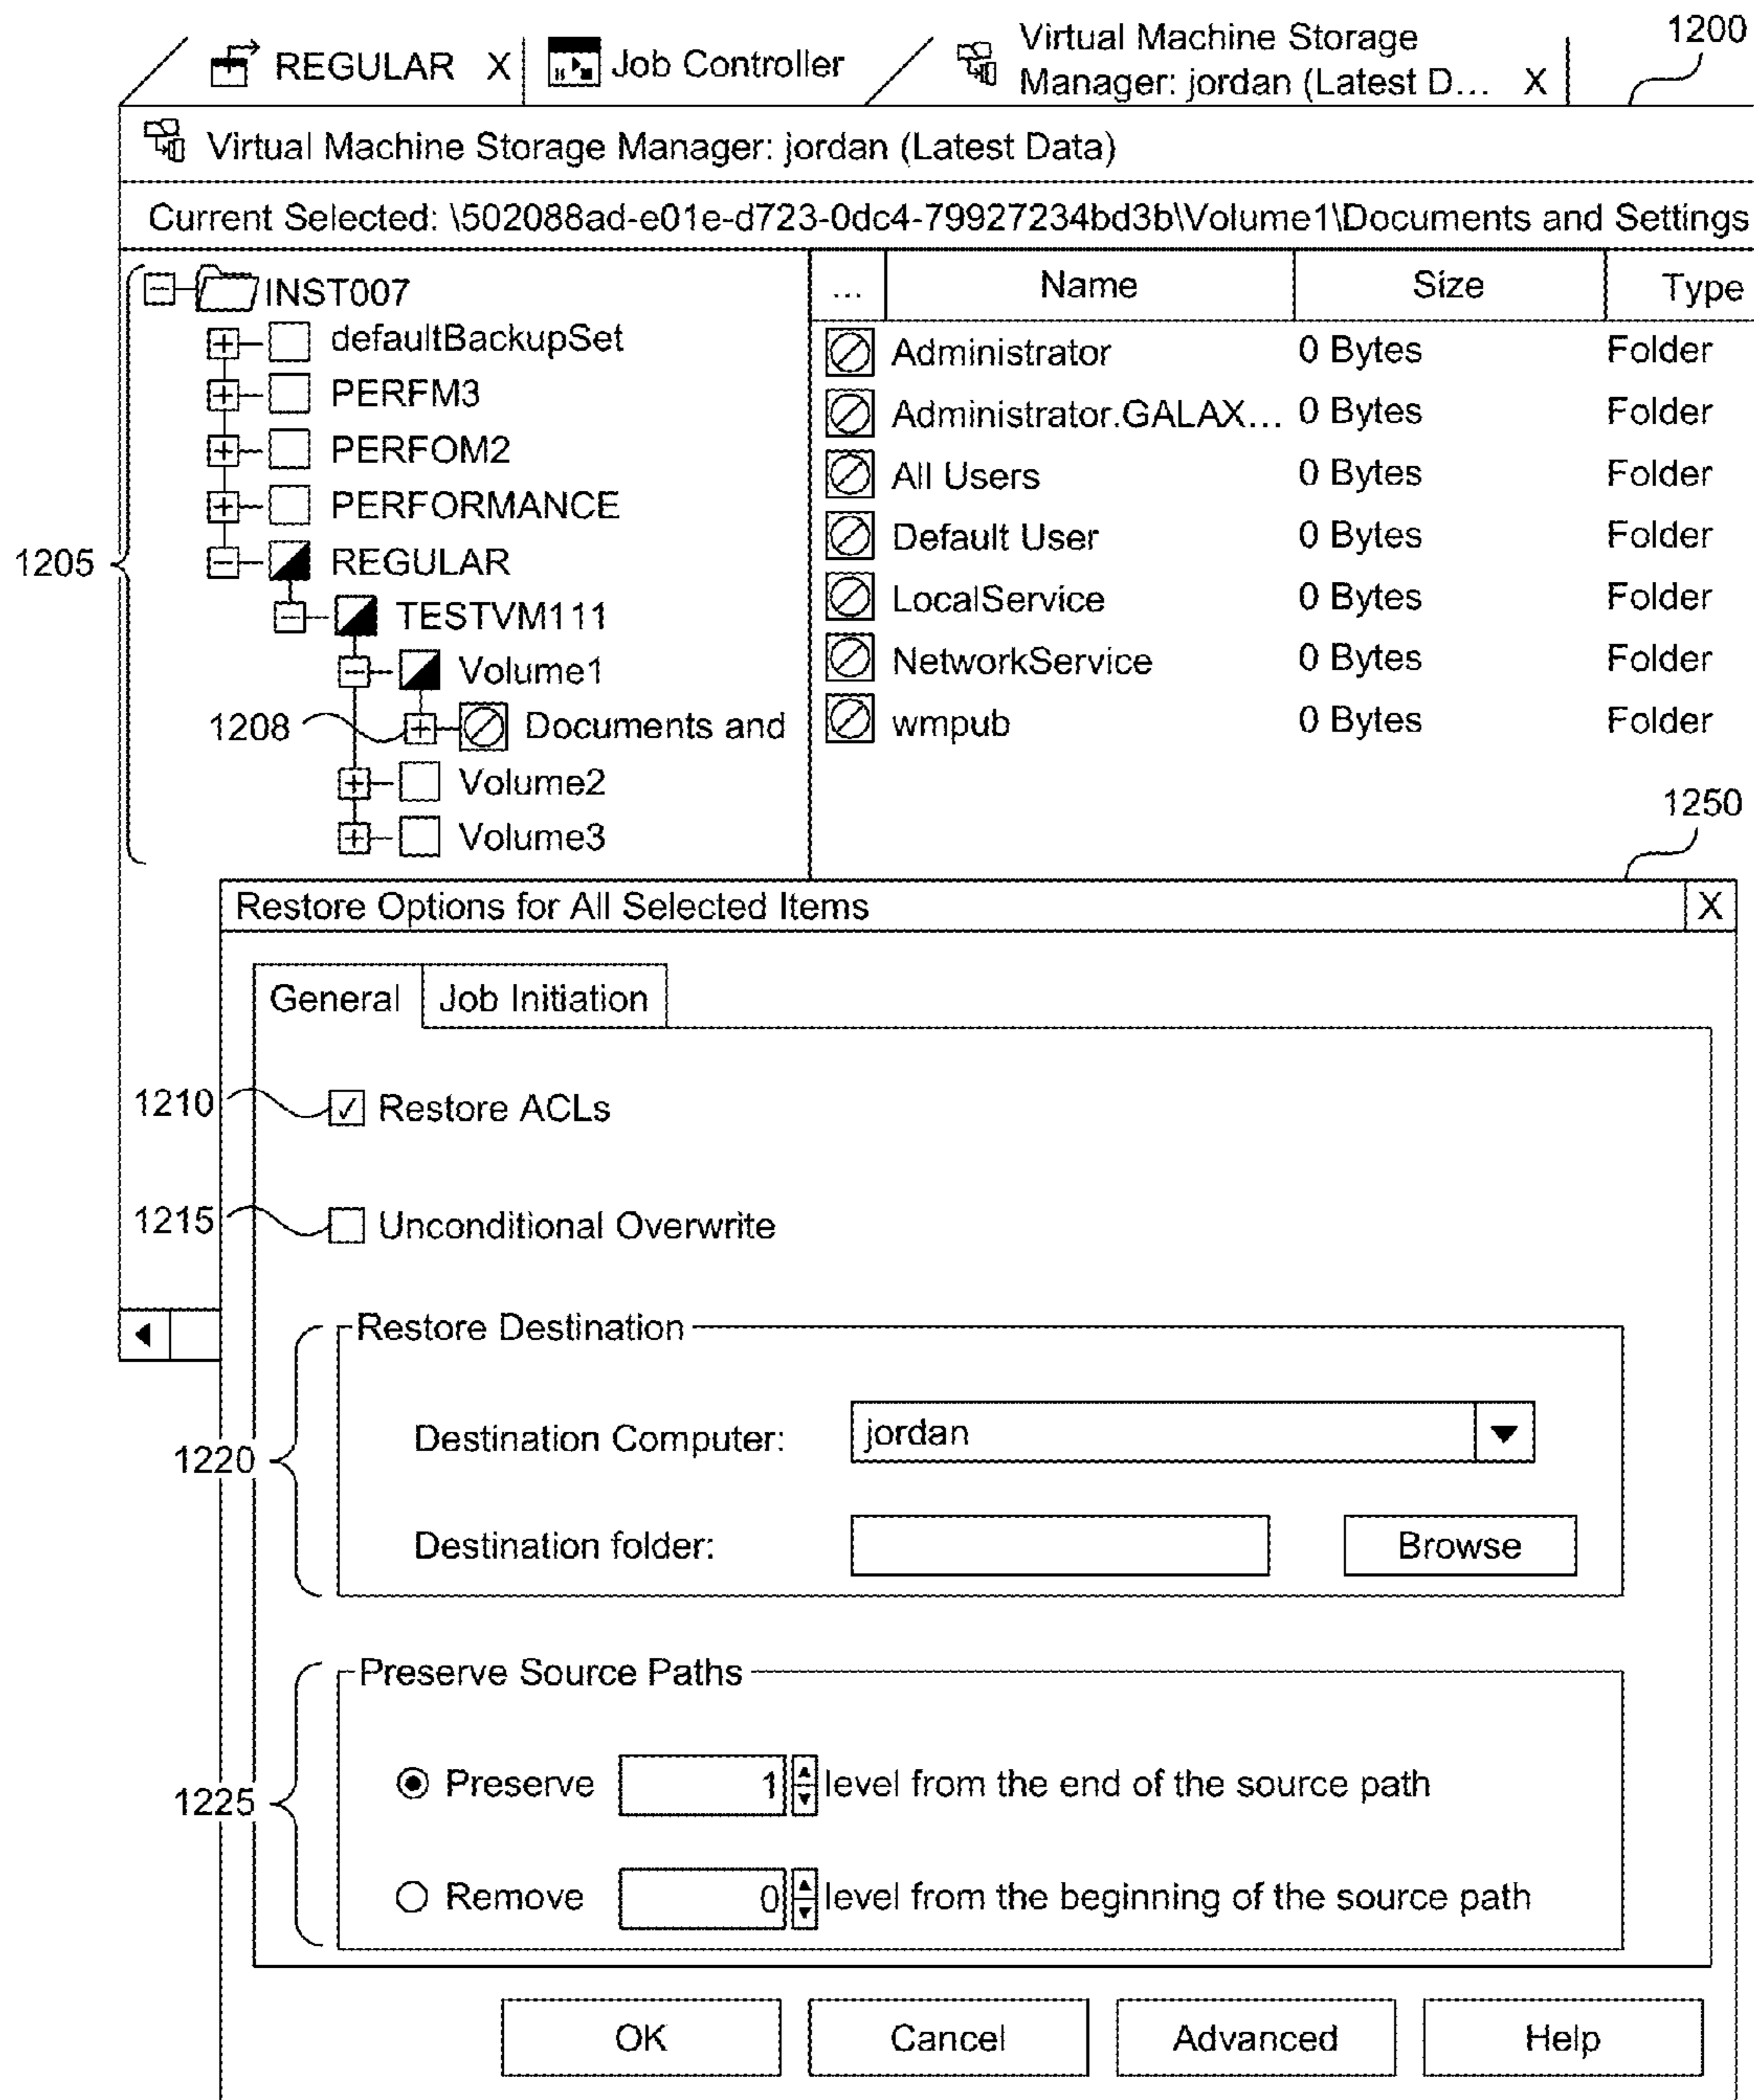 REGULAR X Job Controller Virtual Machine Storage Manager: jordan (Latest D... X 1200
Virtual Machine Storage Manager: jordan (Latest Data)
Current Selected: \502088ad-e01e-d723-0dc4-79927234bd3b\Volume1\Documents and Settings
1205
INST007
defaultBackupSet
PERFM3
PERFOM2
PERFORMANCE
REGULAR
TESTVM111
Volume1
1208 Documents and
Volume2
Volume3
... Name Size Type
Administrator 0 Bytes Folder
Administrator.GALAX... 0 Bytes Folder
All Users 0 Bytes Folder
Default User 0 Bytes Folder
LocalService 0 Bytes Folder
NetworkService 0 Bytes Folder
wmpub 0 Bytes Folder
1250
Restore Options for All Selected Items X
General Job Initiation
1210 Restore ACLs
1215 Unconditional Overwrite
1220
Restore Destination
Destination Computer: jordan
Destination folder: Browse
1225
Preserve Source Paths
Preserve 1 level from the end of the source path
Remove 0 level from the beginning of the source path
OK Cancel Advanced Help